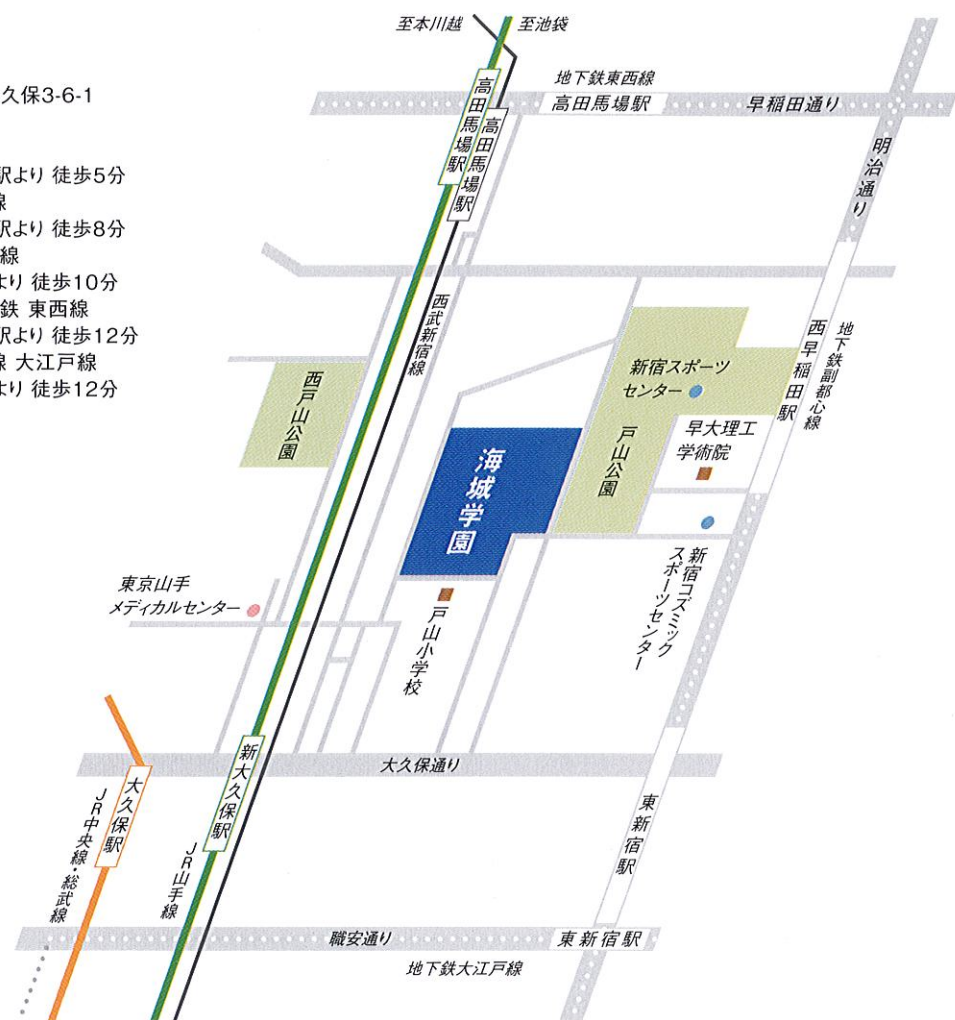 至本川越
至池袋
久保3-6-1
地下鉄東西線
高田馬場駅
早稲田通り
高田馬場駅
高田馬場駅
明治通り
駅より 徒歩5分
線
駅より 徒歩8分
線
より 徒歩10分
鉄 東西線
駅より 徒歩12分
線 大江戸線
より 徒歩12分
西武新宿線
西早稲田駅
地下鉄副都心線
新宿スポーツ
センター
西戸山公園
戸山公園
早大理工
学術院
海城学園
新宿コズミック
スポーツセンター
東京山手
メディカルセンター
戸山小学校
新大久保駅
大久保通り
大久保駅
JR中央線・総武線
JR山手線
東新宿駅
職安通り
東新宿駅
地下鉄大江戸線